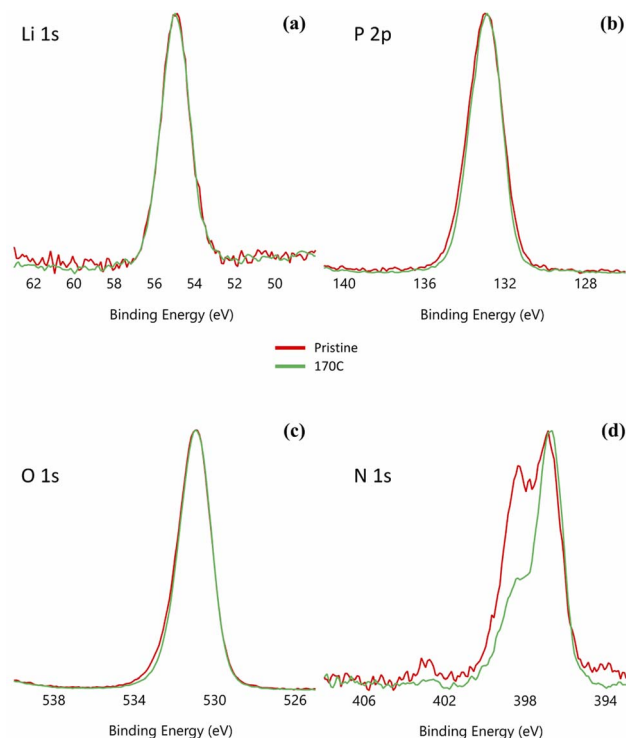 Li 1s
(a)
62 60 58 56 54 52 50
Binding Energy (eV)
P 2p
(b)
140 136 132 128
Binding Energy (eV)
Pristine
170C
O 1s
(c)
538 534 530 526
Binding Energy (eV)
N 1s
(d)
406 402 398 394
Binding Energy (eV)